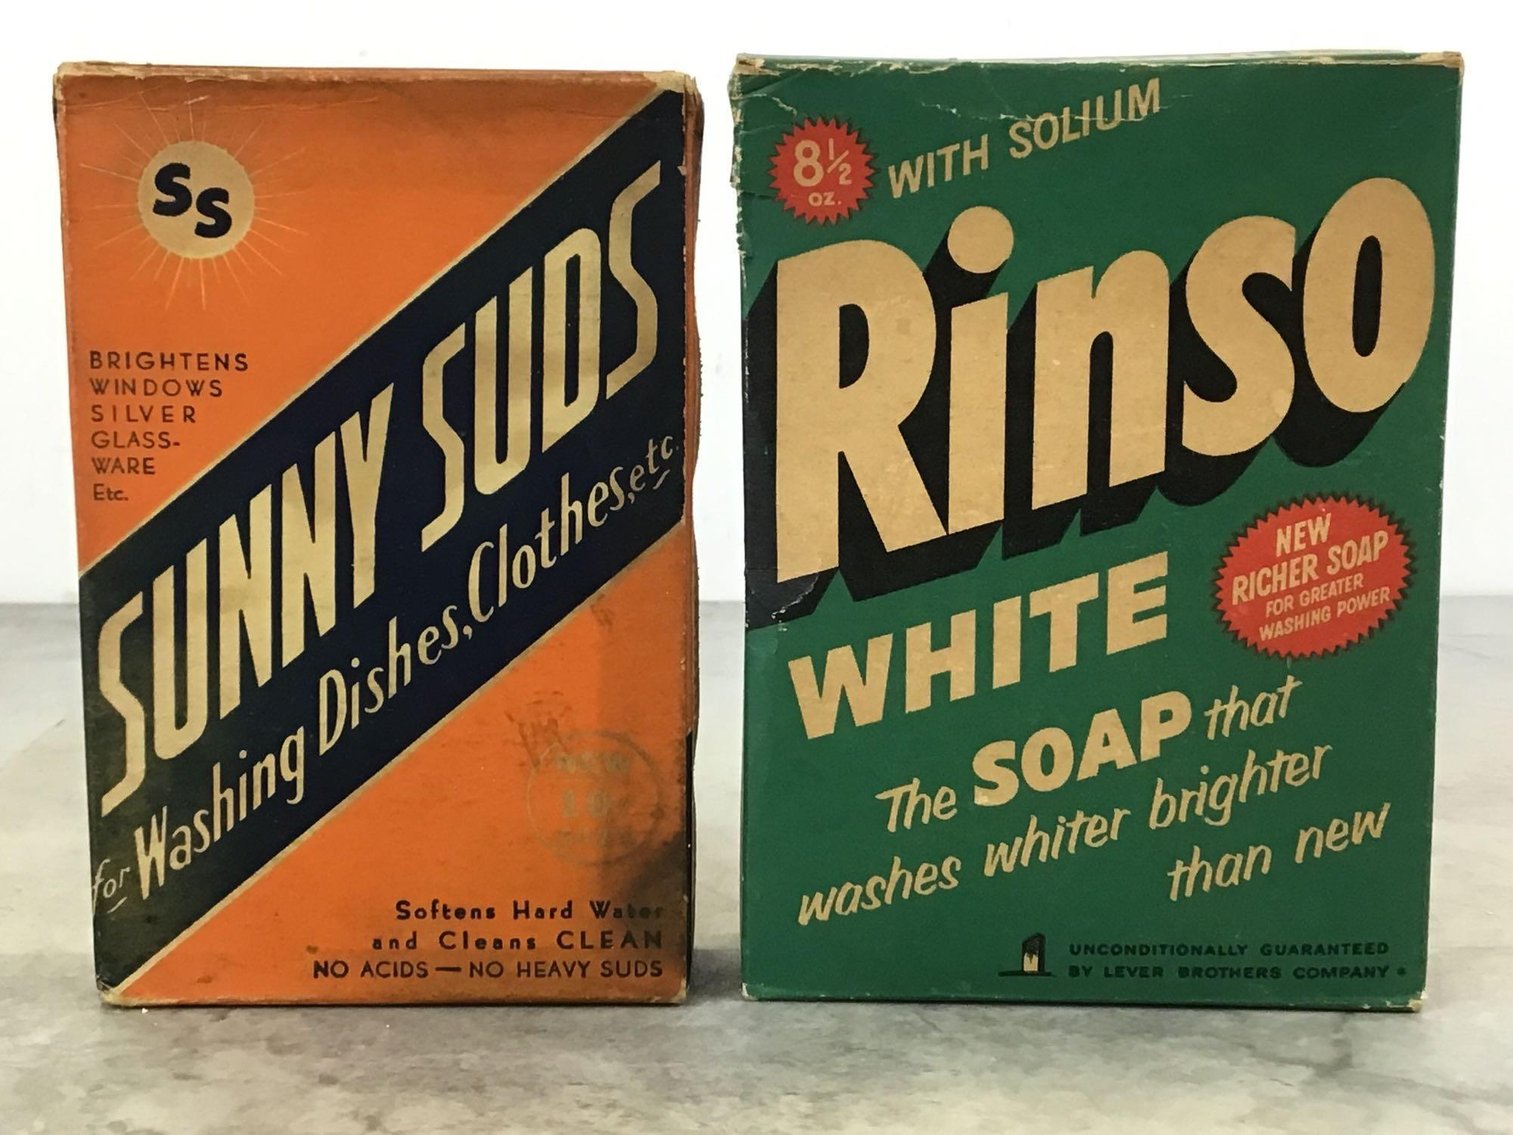 SS
BRIGHTENS
WINDOWS
SILVER
GLASS-
WARE
Etc.
SUNNY SUDS
for Washing Dishes, Clothes, etc.
Softens Hard Water
and Cleans CLEAN
NO ACIDS — NO HEAVY SUDS
8½
OZ.
WITH SOLIUM
Rinso
WHITE
NEW
RICHER SOAP
FOR GREATER
WASHING POWER
The SOAP that
washes whiter brighter
than new
UNCONDITIONALLY GUARANTEED
BY LEVER BROTHERS COMPANY